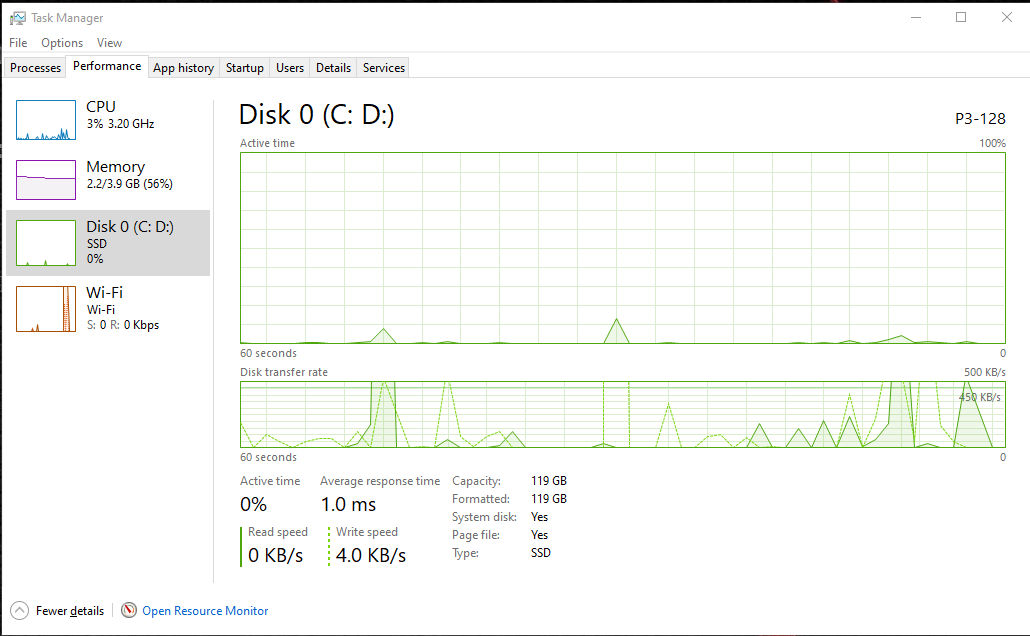 Task Manager
File Options View
Processes Performance App history Startup Users Details Services
CPU
3% 3.20 GHz
Memory
2.2/3.9 GB (56%)
Disk 0 (C: D:)
SSD
0%
Wi-Fi
Wi-Fi
S: 0 R: 0 Kbps
Disk 0 (C: D:) P3-128
Active time 100%
60 seconds 0
Disk transfer rate 500 KB/s
450 KB/s
60 seconds 0
Active time Average response time
0% 1.0 ms
Read speed Write speed
0 KB/s 4.0 KB/s
Capacity: 119 GB
Formatted: 119 GB
System disk: Yes
Page file: Yes
Type: SSD
Fewer details Open Resource Monitor